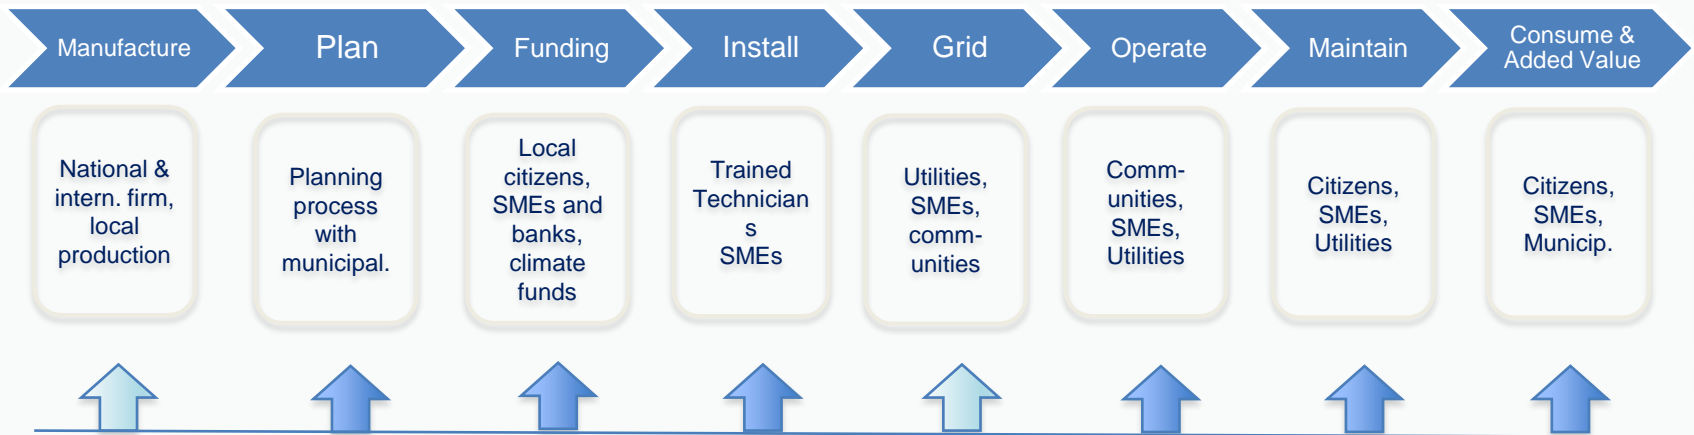 Manufacture
Plan
Funding
Install
Grid
Operate
Maintain
Consume &
Added Value
National &
intern. firm,
local
production
Planning
process
with
municipal.
Local
citizens,
SMEs and
banks,
climate
funds
Trained
Technician
s
SMEs
Utilities,
SMEs,
comm-
unities
Comm-
unities,
SMEs,
Utilities
Citizens,
SMEs,
Utilities
Citizens,
SMEs,
Municip.